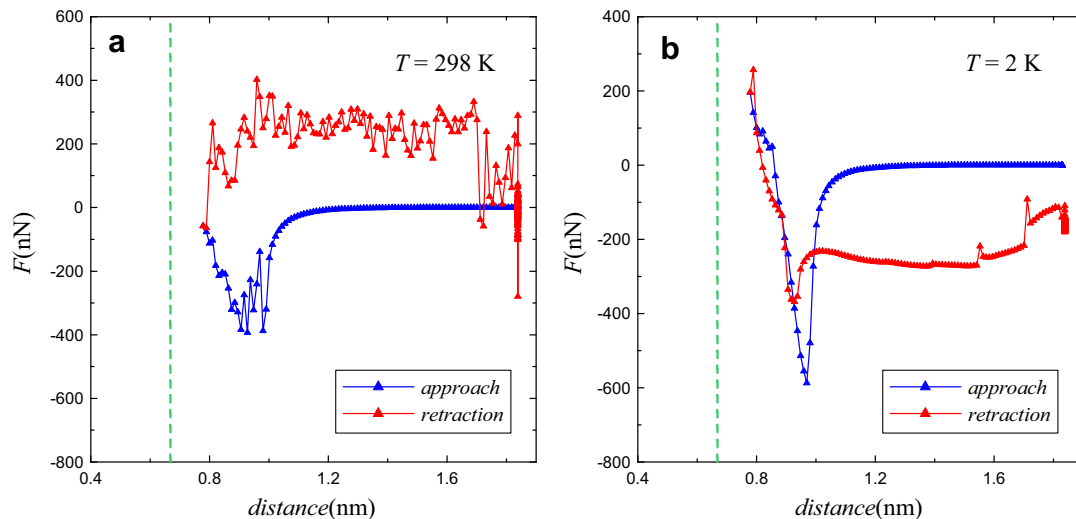 a
T = 298 K
600
400
200
0
-200
-400
-600
-800
F(nN)
0.4
0.8
1.2
1.6
distance(nm)
approach
retraction
b
T = 2 K
400
200
0
-200
-400
-600
-800
F(nN)
0.4
0.8
1.2
1.6
distance(nm)
approach
retraction